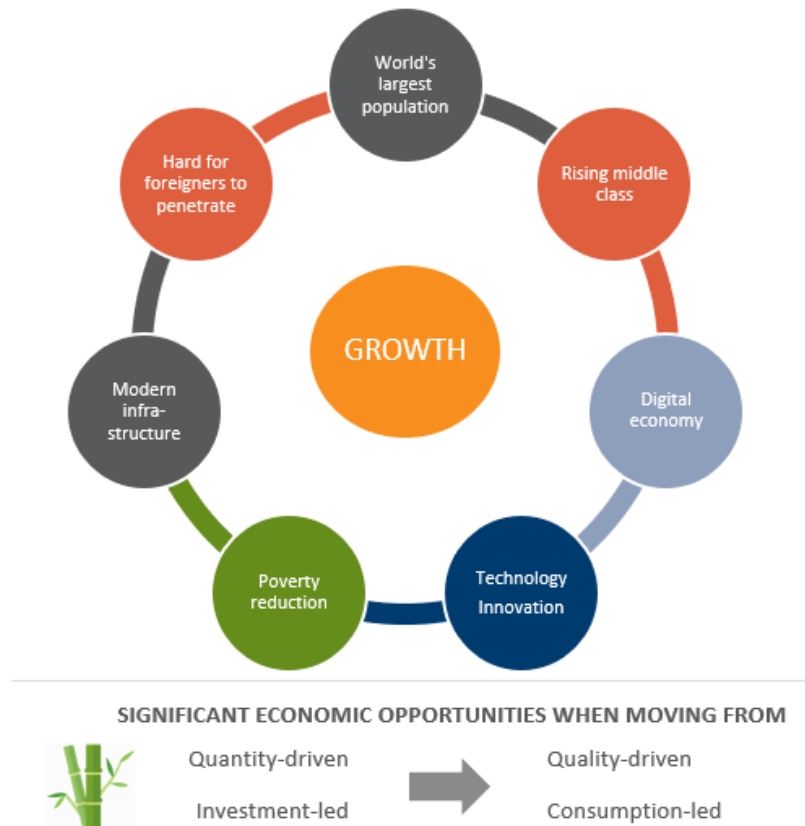 World's
largest
population
Rising middle
class
Digital
economy
Technology
Innovation
Poverty
reduction
Modern
infra-
structure
Hard for
foreigners to
penetrate
GROWTH
SIGNIFICANT ECONOMIC OPPORTUNITIES WHEN MOVING FROM
Quantity-driven
Quality-driven
Investment-led
Consumption-led